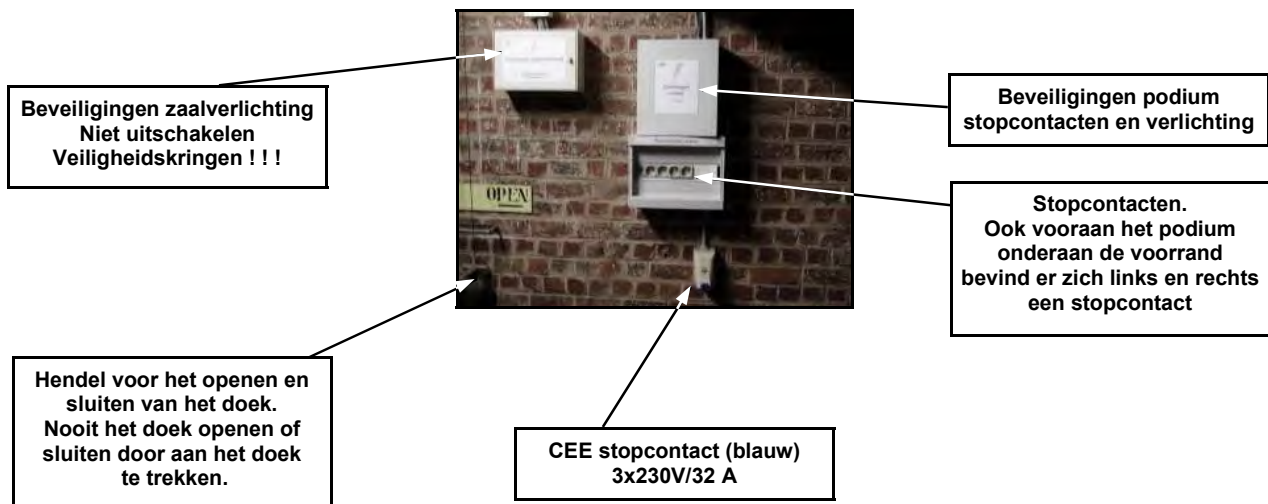 Beveiligingen zaalverlichting
Niet uitschakelen
Veiligheidskringen ! ! !
Beveiligingen podium
stopcontacten en verlichting
OPEN
Stopcontacten.
Ook vooraan het podium
onderaan de voorrand
bevind er zich links en rechts
een stopcontact
Hendel voor het openen en
sluiten van het doek.
Nooit het doek openen of
sluiten door aan het doek
te trekken.
CEE stopcontact (blauw)
3x230V/32 A